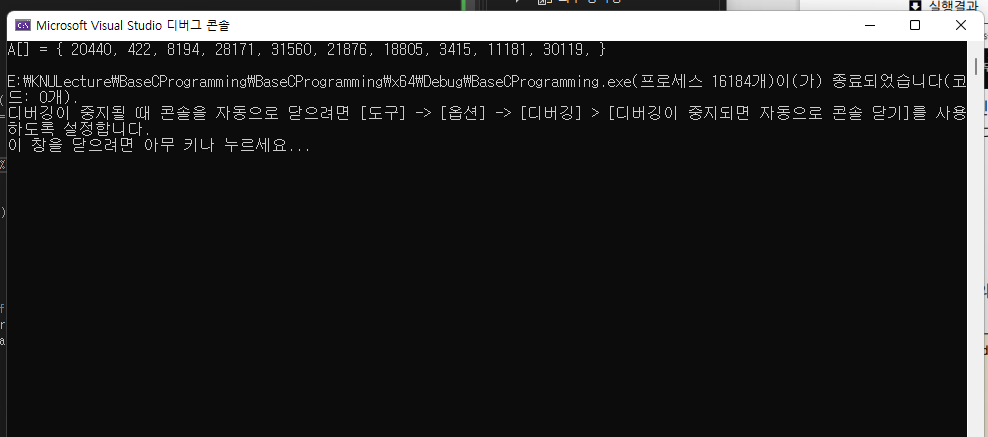 실행결과
Microsoft Visual Studio 디버그 콘솔
A[] = { 20440, 422, 8194, 28171, 31560, 21876, 18805, 3415, 11181, 30119, }
E:\KNULecture\BaseCProgramming\BaseCProgramming\x64\Debug\BaseCProgramming.exe(프로세스 16184개)이(가) 종료되었습니다(코
드: 0개).
디버깅이 중지될 때 콘솔을 자동으로 닫으려면 [도구] -> [옵션] -> [디버깅] > [디버깅이 중지되면 자동으로 콘솔 닫기]를 사용
하도록 설정합니다.
이 창을 닫으려면 아무 키나 누르세요...